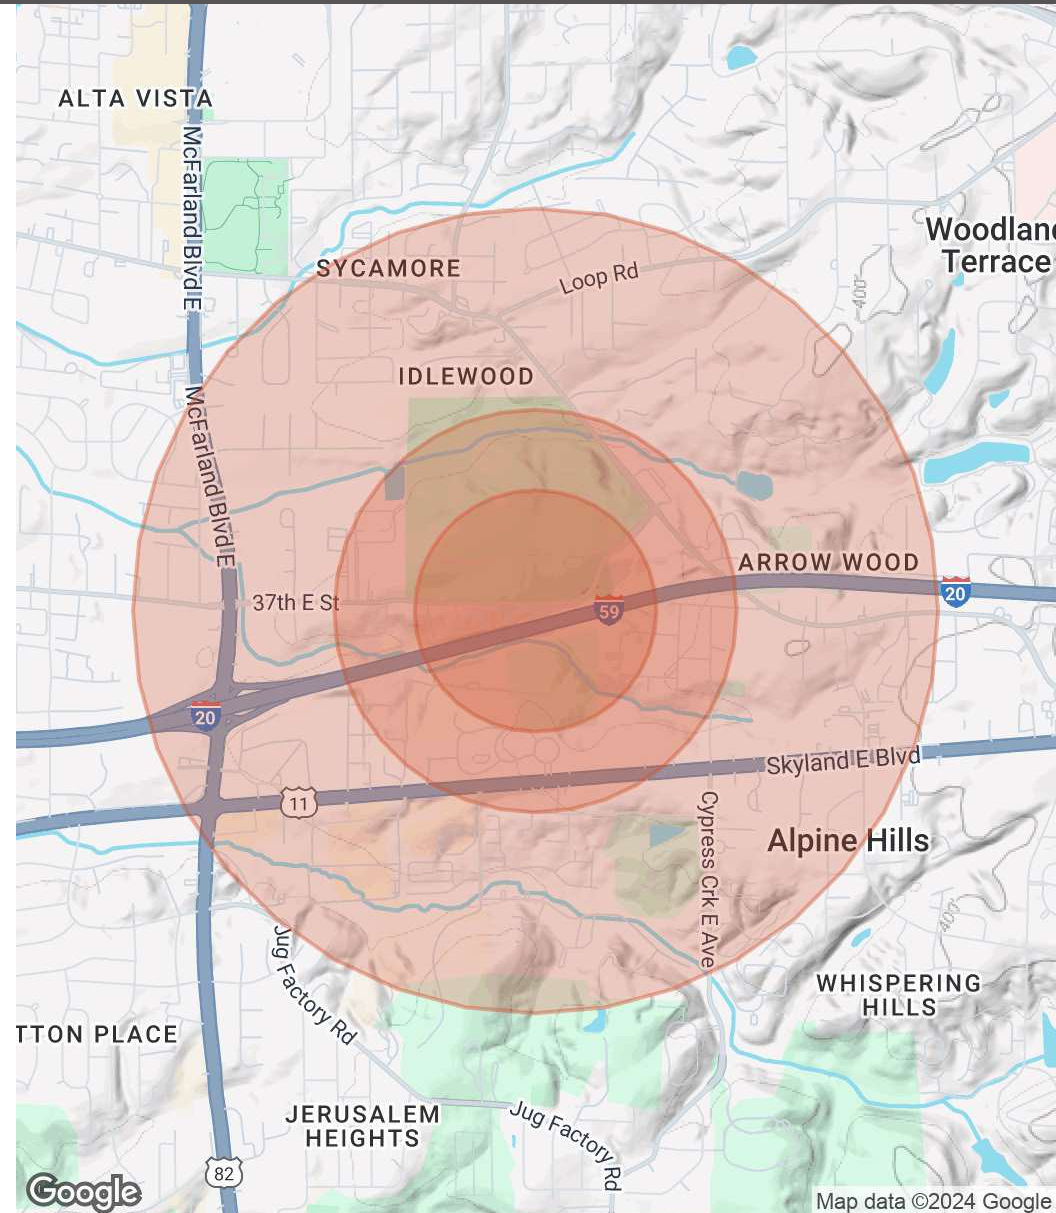 ALTA VISTA
McFarland Blvd E
Woodland
Terrace
SYCAMORE
Loop Rd
400
IDLEWOOD
McFarland Blvd E
ARROW WOOD
20
37th E St
59
20
Skyland E Blvd
11
Cypress Crk E Ave
Alpine Hills
400
Jug Factory Rd
WHISPERING
HILLS
TTON PLACE
JERUSALEM
HEIGHTS
Jug Factory Rd
82
Google
Map data ©2024 Google